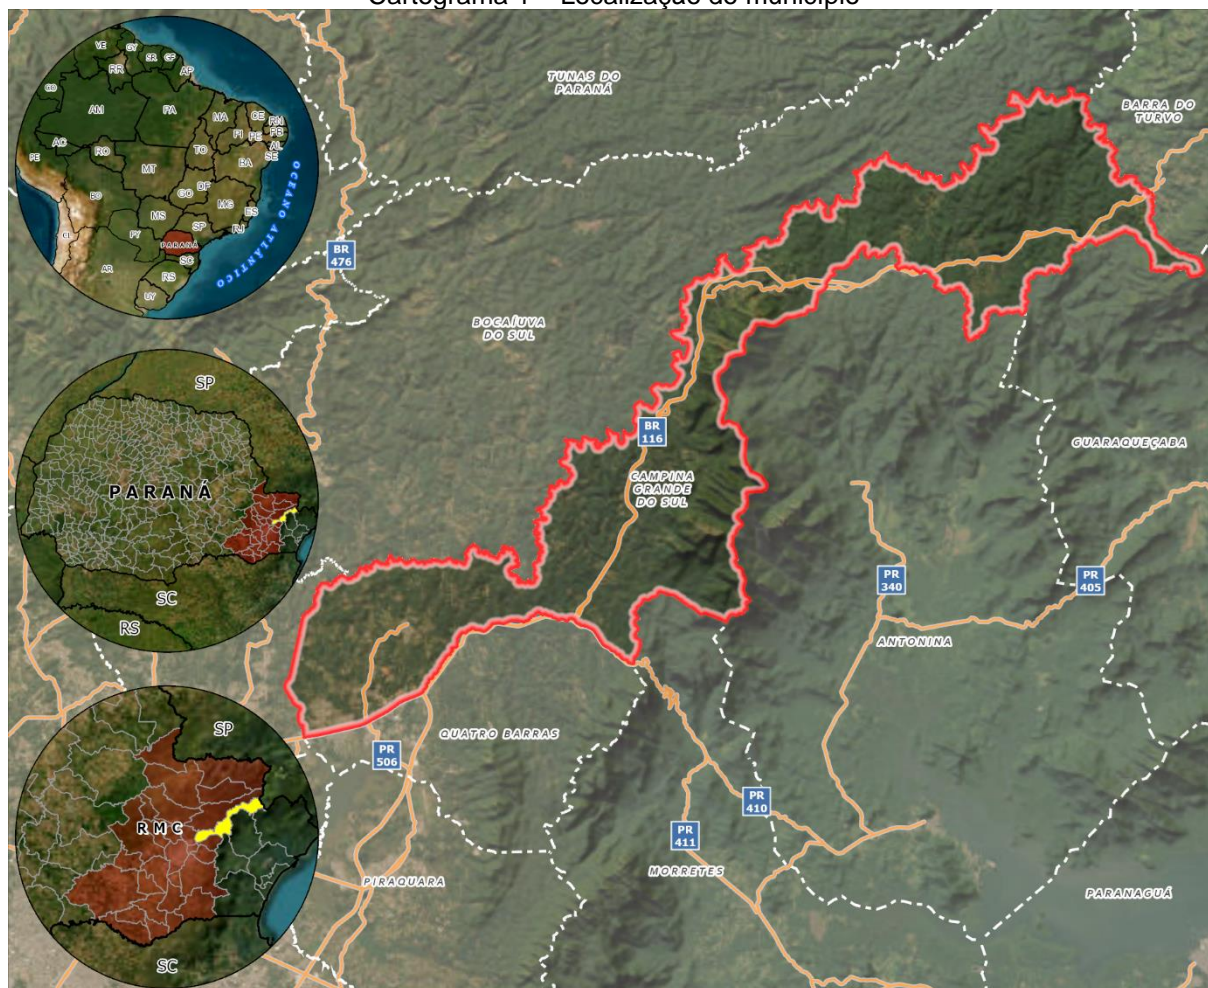 Cartograma 1 – Localização do município
VE
GY
SR
GF
AP
RR
CO
AM
PA
MA
CE
RN
PB
PI
PE
AL
SE
AC
RO
TO
BA
PE
MT
BO
GO
DF
MG
ES
MS
SP
RJ
PY
PARANÁ
SC
CL
AR
RS
UY
OCEANO ATLÂNTICO
TUNAS DO
PARANÁ
BARRA DO
TURVO
BR
476
BOCAÍUVA
DO SUL
BR
116
CAMPINA
GRANDE
DO SUL
GUARAQUEÇABA
SP
PARANÁ
SC
RS
PR
340
PR
405
ANTONINA
QUATRO BARRAS
PR
506
PR
410
PR
411
PIRAQUARA
MORRETES
PARANAGUÁ
SP
RMC
SC